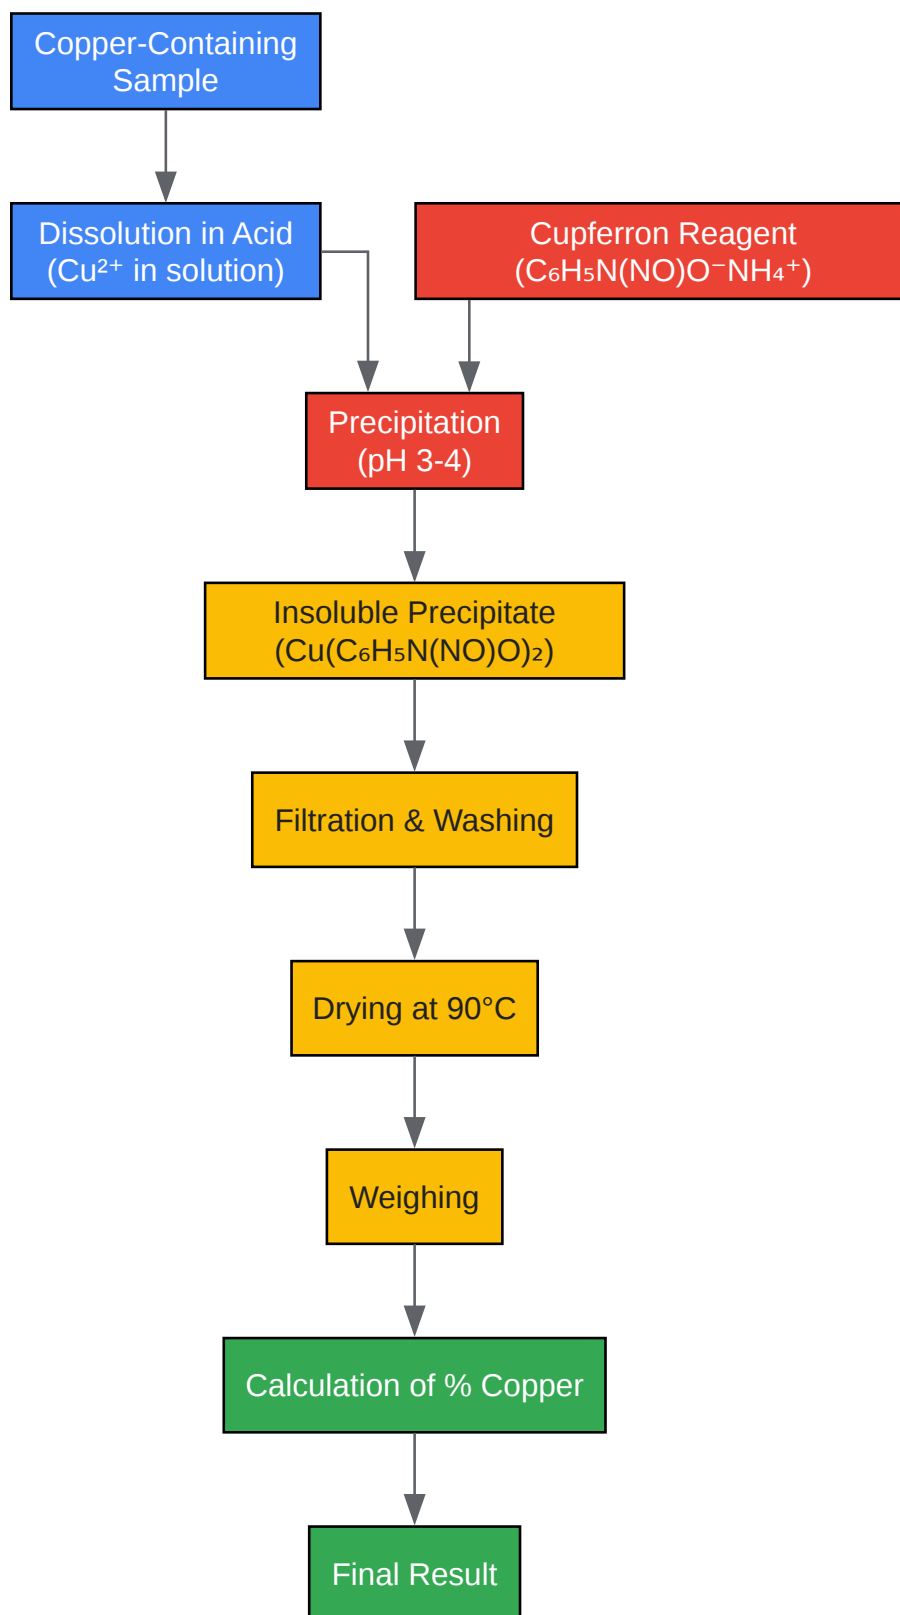 Copper-Containing
Sample
Dissolution in Acid
(Cu²⁺ in solution)
Cupferron Reagent
(C₆H₅N(NO)O⁻NH₄⁺)
Precipitation
(pH 3-4)
Insoluble Precipitate
(Cu(C₆H₅N(NO)O)₂)
Filtration & Washing
Drying at 90°C
Weighing
Calculation of % Copper
Final Result